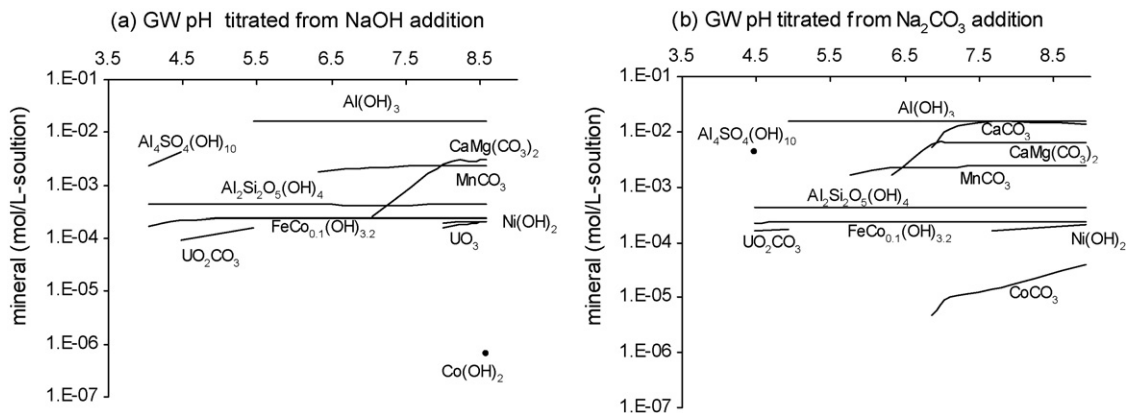 (a) GW pH titrated from NaOH addition
3.5 4.5 5.5 6.5 7.5 8.5
1.E-01
1.E-02
1.E-03
1.E-04
1.E-05
1.E-06
1.E-07
mineral (mol/L-soultion)
Al(OH)3
Al4SO4(OH)10
CaMg(CO3)2
MnCO3
Al2Si2O5(OH)4
FeCo0.1(OH)3.2
Ni(OH)2
UO3
UO2CO3
Co(OH)2
(b) GW pH titrated from Na2CO3 addition
3.5 4.5 5.5 6.5 7.5 8.5
1.E-01
1.E-02
1.E-03
1.E-04
1.E-05
1.E-06
1.E-07
mineral (mol/L-soultion)
Al(OH)3
Al4SO4(OH)10
CaCO3
CaMg(CO3)2
MnCO3
Al2Si2O5(OH)4
UO2CO3
FeCo0.1(OH)3.2
Ni(OH)2
CoCO3